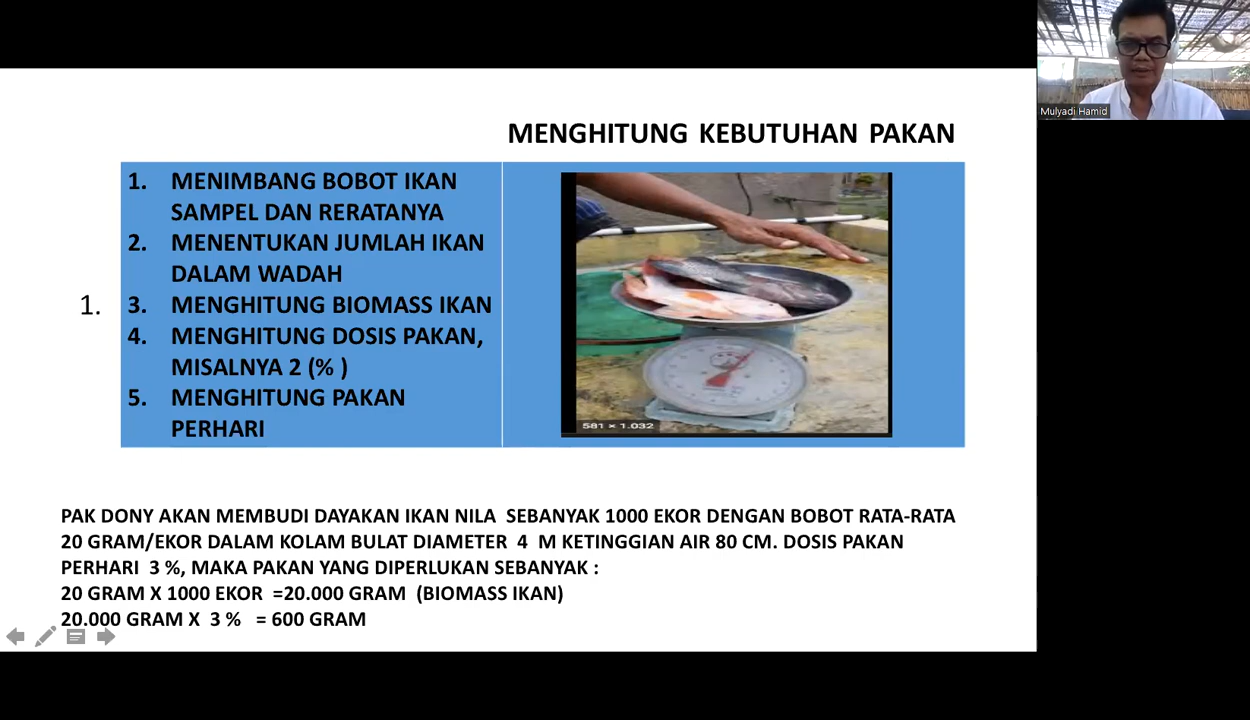 Mulyadi Hamid
MENGHITUNG KEBUTUHAN PAKAN
1.
1. MENIMBANG BOBOT IKAN
SAMPEL DAN RERATANYA
2. MENENTUKAN JUMLAH IKAN
DALAM WADAH
3. MENGHITUNG BIOMASS IKAN
4. MENGHITUNG DOSIS PAKAN,
MISALNYA 2 (% )
5. MENGHITUNG PAKAN
PERHARI
581 × 1.032
PAK DONY AKAN MEMBUDI DAYAKAN IKAN NILA SEBANYAK 1000 EKOR DENGAN BOBOT RATA-RATA
20 GRAM/EKOR DALAM KOLAM BULAT DIAMETER 4 M KETINGGIAN AIR 80 CM. DOSIS PAKAN
PERHARI 3 %, MAKA PAKAN YANG DIPERLUKAN SEBANYAK :
20 GRAM X 1000 EKOR =20.000 GRAM (BIOMASS IKAN)
20.000 GRAM X 3 % = 600 GRAM